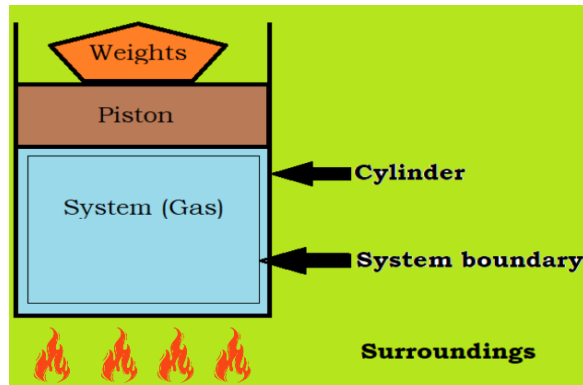 Weights
Piston
Cylinder
System (Gas)
System boundary
Surroundings